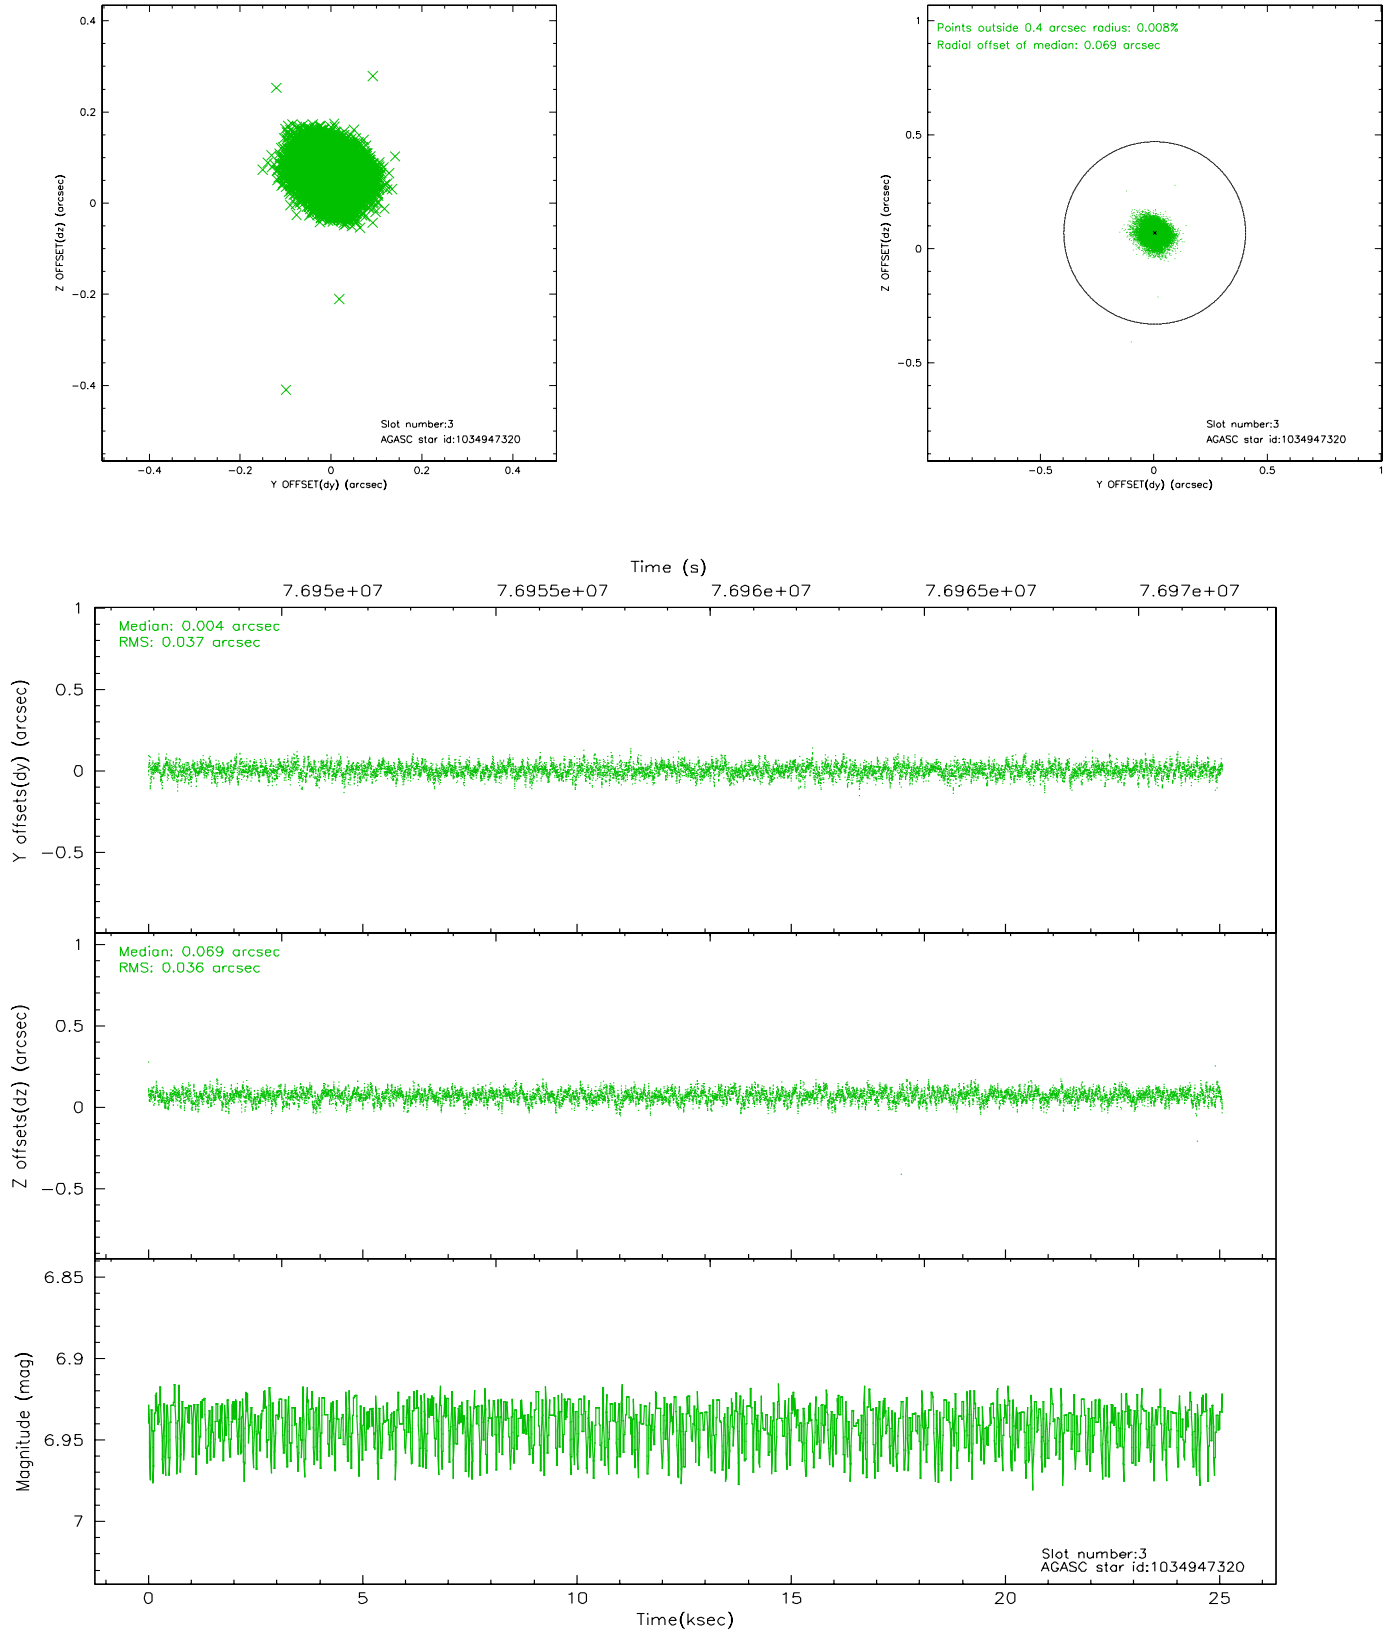 0.4
0.2
0
−0.2
−0.4
Z OFFSET(dz) (arcsec)
−0.4
−0.2
0
0.2
0.4
Y OFFSET(dy) (arcsec)
Slot number:3
AGASC star id:1034947320
Points outside 0.4 arcsec radius: 0.008%
Radial offset of median: 0.069 arcsec
1
0.5
0
−0.5
Z OFFSET(dz) (arcsec)
−0.5
0
0.5
1
Y OFFSET(dy) (arcsec)
Slot number:3
AGASC star id:1034947320
Time (s)
7.695e+07
7.6955e+07
7.696e+07
7.6965e+07
7.697e+07
Median: 0.004 arcsec
RMS: 0.037 arcsec
1
0.5
0
−0.5
Y offsets(dy) (arcsec)
Median: 0.069 arcsec
RMS: 0.036 arcsec
1
0.5
0
−0.5
Z offsets(dz) (arcsec)
6.85
6.9
6.95
7
Magnitude (mag)
Slot number:3
AGASC star id:1034947320
0
5
10
15
20
25
Time(ksec)